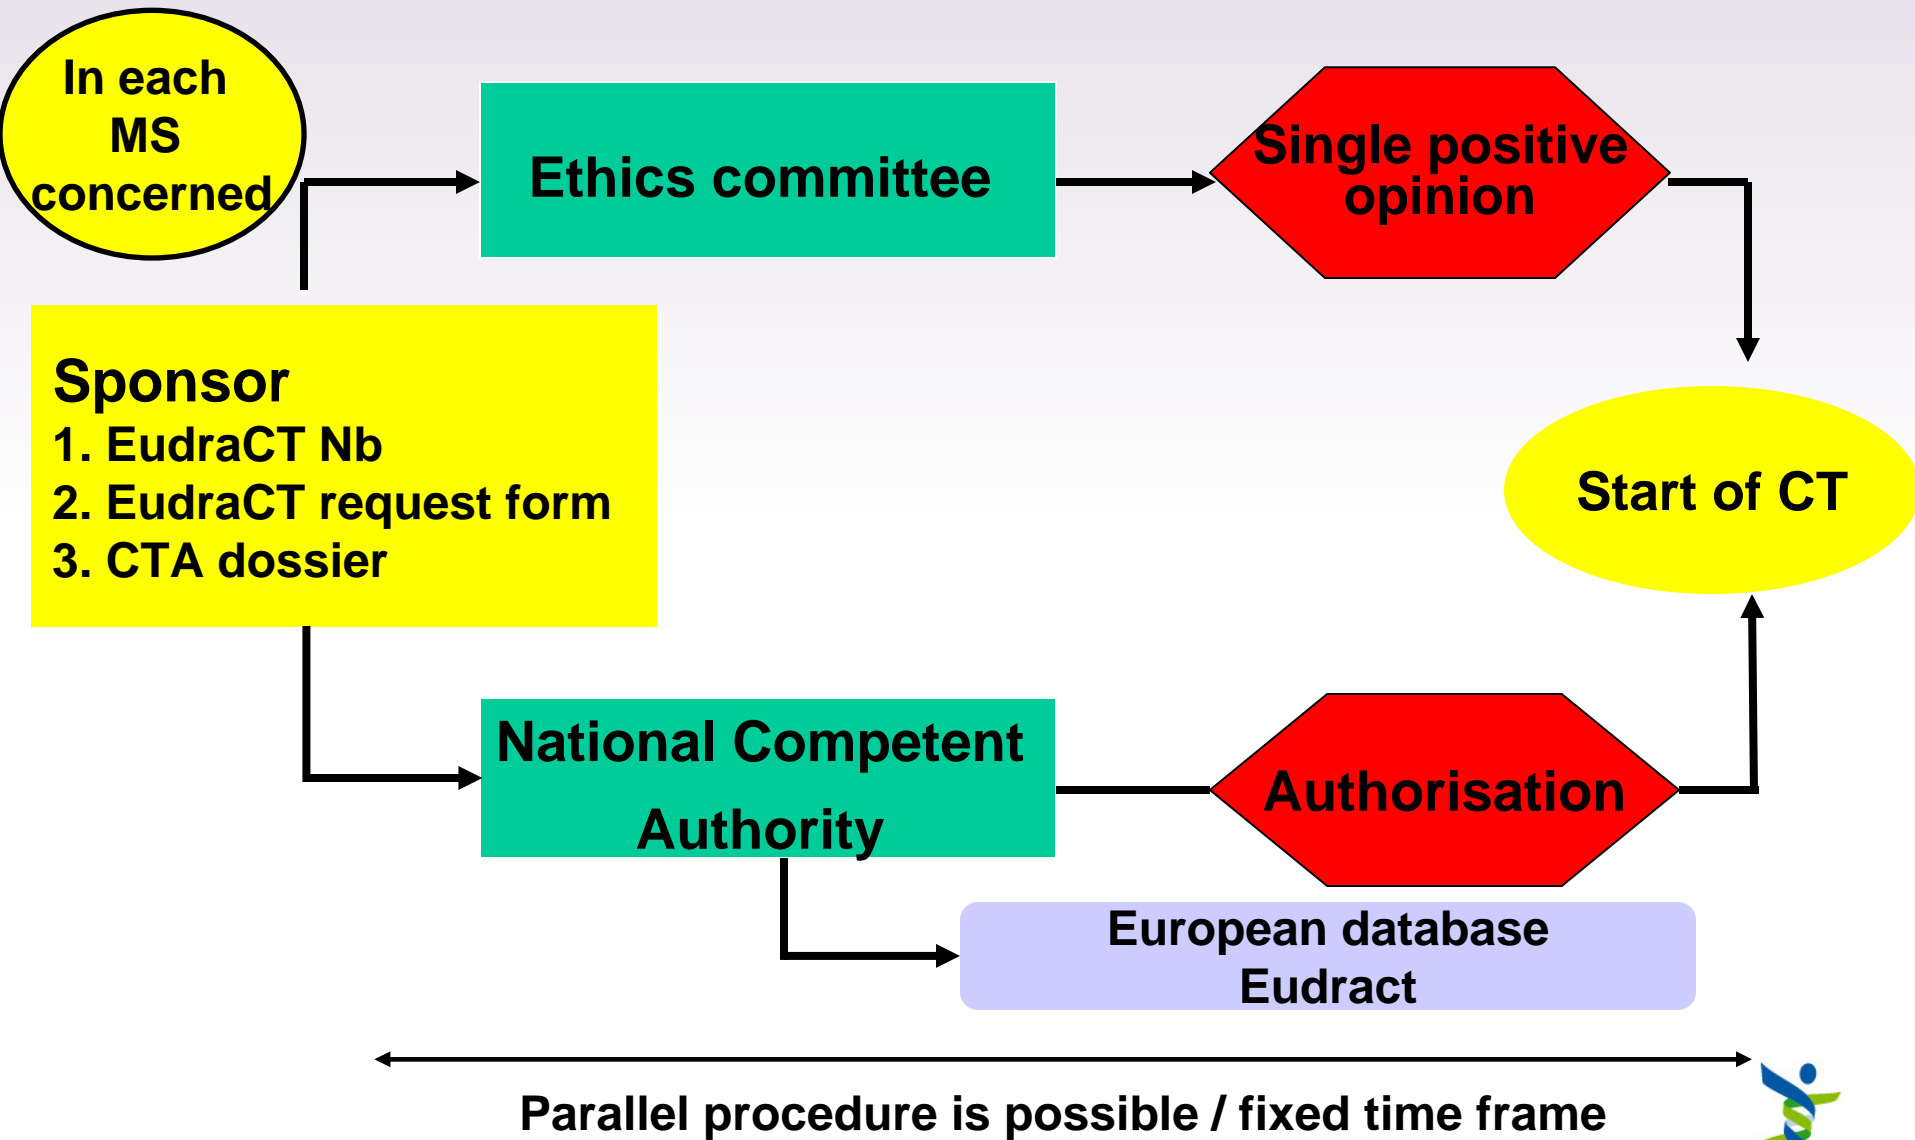 In each
MS
concerned
Ethics committee
Single positive
opinion
Sponsor
1. EudraCT Nb
2. EudraCT request form
3. CTA dossier
Start of CT
National Competent
Authority
Authorisation
European database
Eudract
Parallel procedure is possible / fixed time frame